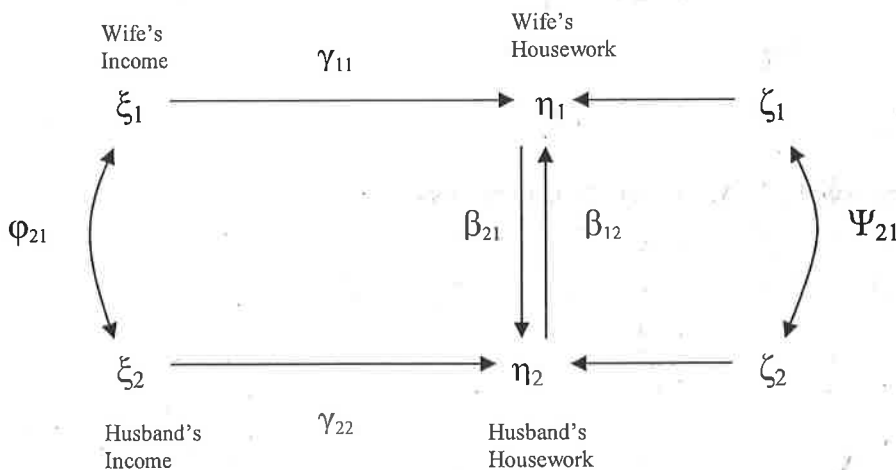 Wife's
Income
γ₁₁
Wife's
Housework
ξ₁
η₁
ζ₁
φ₂₁
β₂₁
β₁₂
Ψ₂₁
ξ₂
η₂
ζ₂
Husband's
Income
γ₂₂
Husband's
Housework